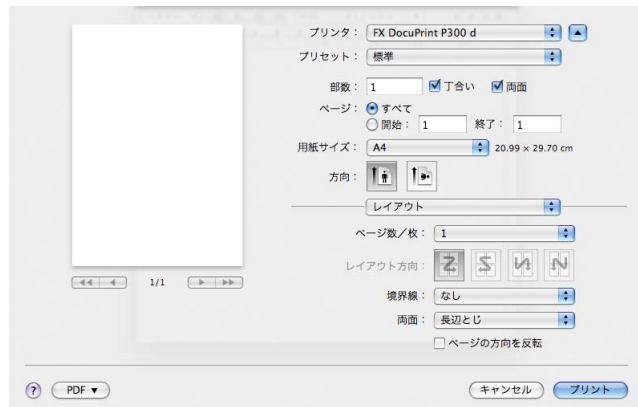 プリンタ： FX DocuPrint P300 d
プリセット： 標準
部数： 1 丁合い 両面
ページ： すべて
開始： 1 終了： 1
用紙サイズ： A4 20.99 × 29.70 cm
方向：
レイアウト
ページ数／枚： 1
レイアウト方向：
1/1
境界線： なし
両面： 長辺とじ
ページの方向を反転
? PDF ▼ キャンセル プリント